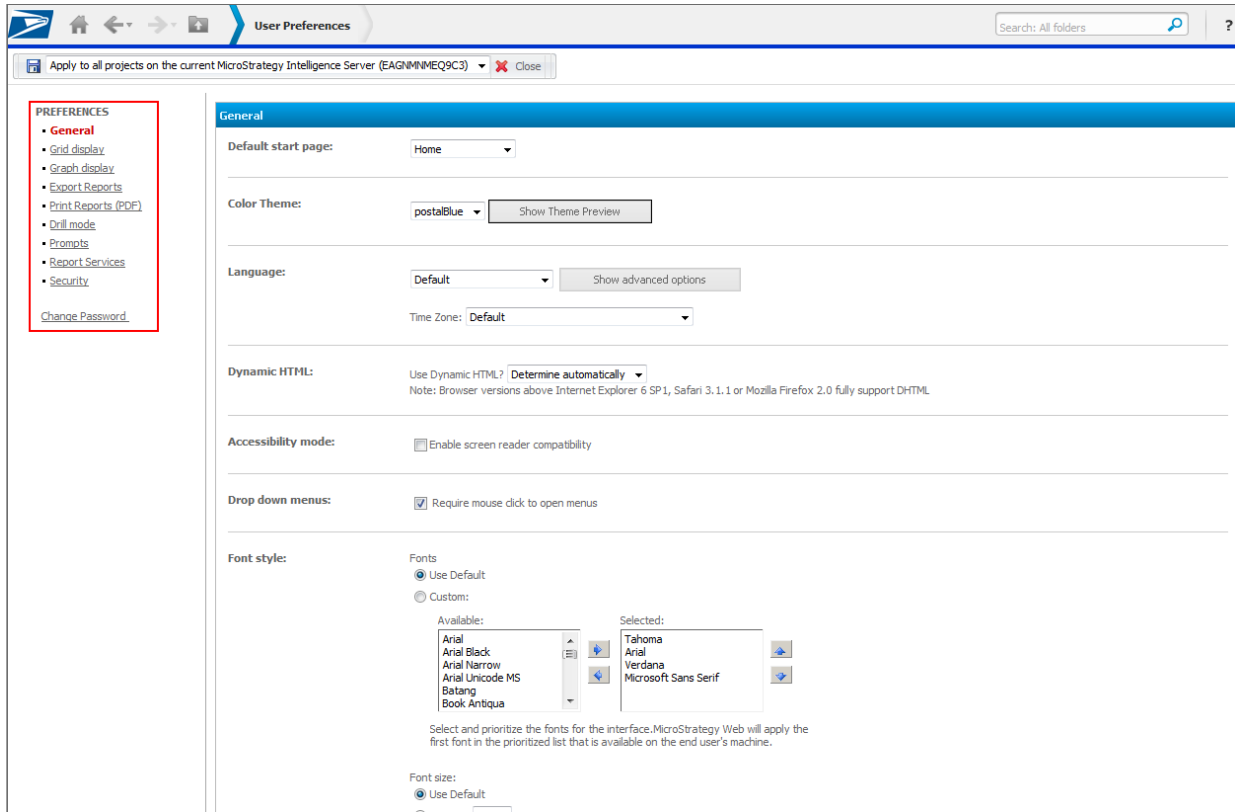 User Preferences
Search: All folders
?
Apply to all projects on the current MicroStrategy Intelligence Server (EAGNMNMEQ9C3)
Close
PREFERENCES
General
Grid display
Graph display
Export Reports
Print Reports (PDF)
Drill mode
Prompts
Report Services
Security
Change Password
General
Default start page:
Home
Color Theme:
postalBlue
Show Theme Preview
Language:
Default
Show advanced options
Time Zone: Default
Dynamic HTML:
Use Dynamic HTML? Determine automatically
Note: Browser versions above Internet Explorer 6 SP1, Safari 3.1.1 or Mozilla Firefox 2.0 fully support DHTML
Accessibility mode:
Enable screen reader compatibility
Drop down menus:
Require mouse click to open menus
Font style:
Fonts
Use Default
Custom:
Available:
Arial
Arial Black
Arial Narrow
Arial Unicode MS
Batang
Book Antiqua
Selected:
Tahoma
Arial
Verdana
Microsoft Sans Serif
Select and prioritize the fonts for the interface.MicroStrategy Web will apply the
first font in the prioritized list that is available on the end user's machine.
Font size:
Use Default